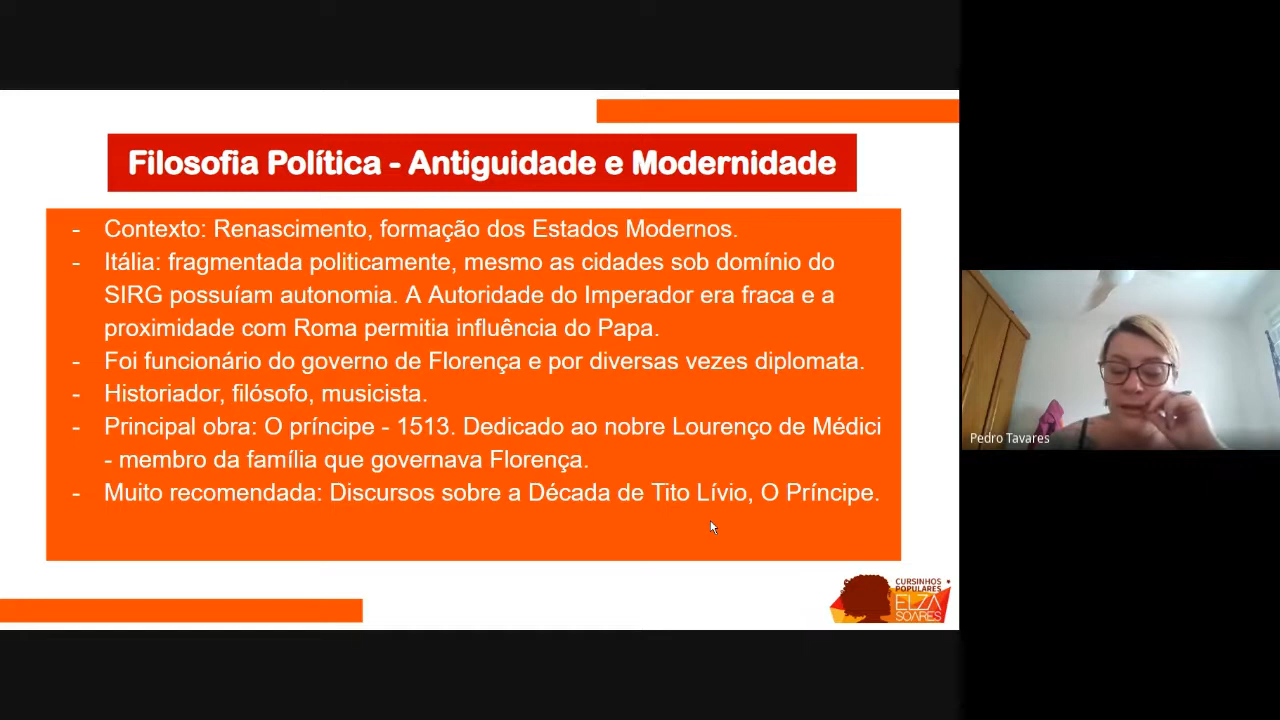 Filosofia Política - Antiguidade e Modernidade
- Contexto: Renascimento, formação dos Estados Modernos.
- Itália: fragmentada politicamente, mesmo as cidades sob domínio do
SIRG possuíam autonomia. A Autoridade do Imperador era fraca e a
proximidade com Roma permitia influência do Papa.
- Foi funcionário do governo de Florença e por diversas vezes diplomata.
- Historiador, filósofo, musicista.
- Principal obra: O príncipe - 1513. Dedicado ao nobre Lourenço de Médici
- membro da família que governava Florença.
- Muito recomendada: Discursos sobre a Década de Tito Lívio, O Príncipe.
CURSINHOS
POPULARES
ELZA
SOARES
Pedro Tavares